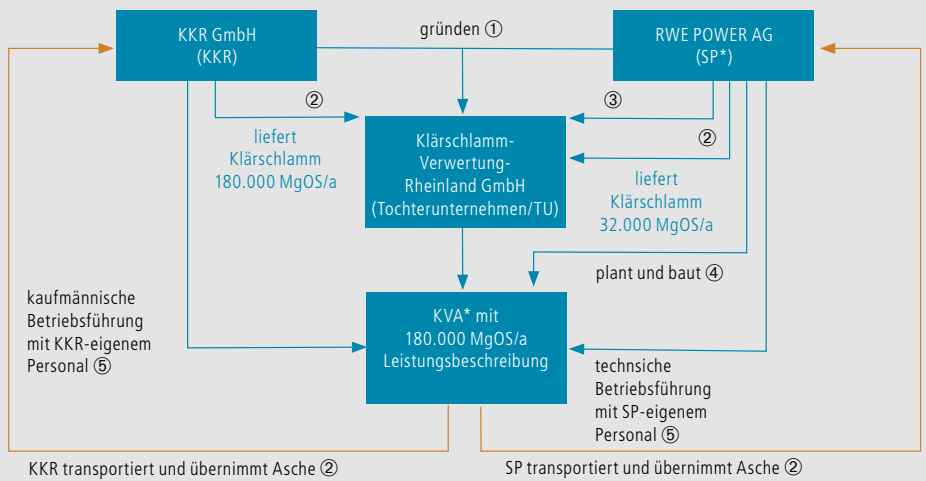 KKR GmbH
(KKR)
gründen ①
RWE POWER AG
(SP*)
②
liefert
Klärschlamm
180.000 MgOS/a
Klärschlamm-
Verwertung-
Rheinland GmbH
(Tochterunternehmen/TU)
③
②
liefert
Klärschlamm
32.000 MgOS/a
plant und baut ④
kaufmännische
Betriebsführung
mit KKR-eigenem
Personal ⑤
KVA* mit
180.000 MgOS/a
Leistungsbeschreibung
technsiche
Betriebsführung
mit SP-eigenem
Personal ⑤
KKR transportiert und übernimmt Asche ②
SP transportiert und übernimmt Asche ②